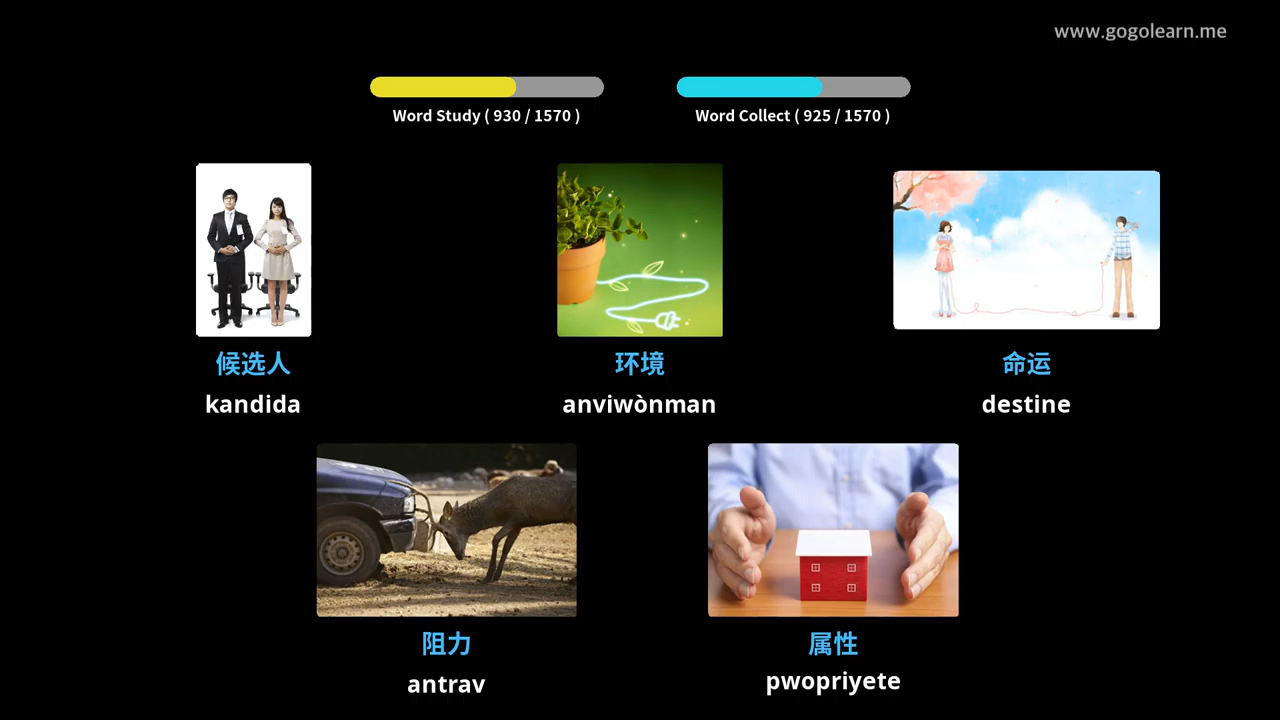 www.gogolearn.me
Word Study ( 930 / 1570 )
Word Collect ( 925 / 1570 )
候选人
环境
命运
kandida
anviwònman
destine
阻力
属性
antrav
pwopriyete